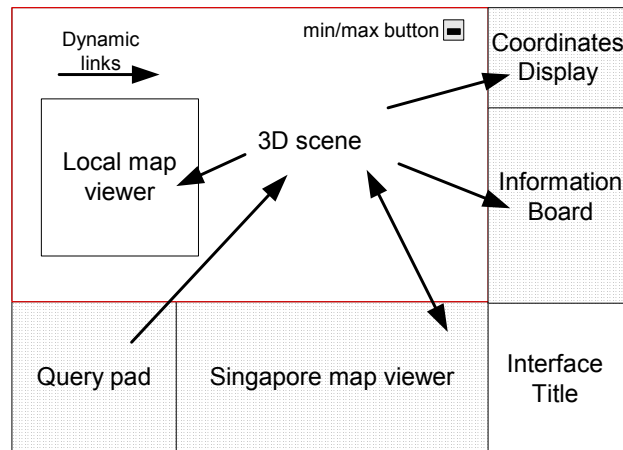 Dynamic
links
min/max button
Coordinates
Display
Local map
viewer
3D scene
Information
Board
Query pad
Singapore map viewer
Interface
Title